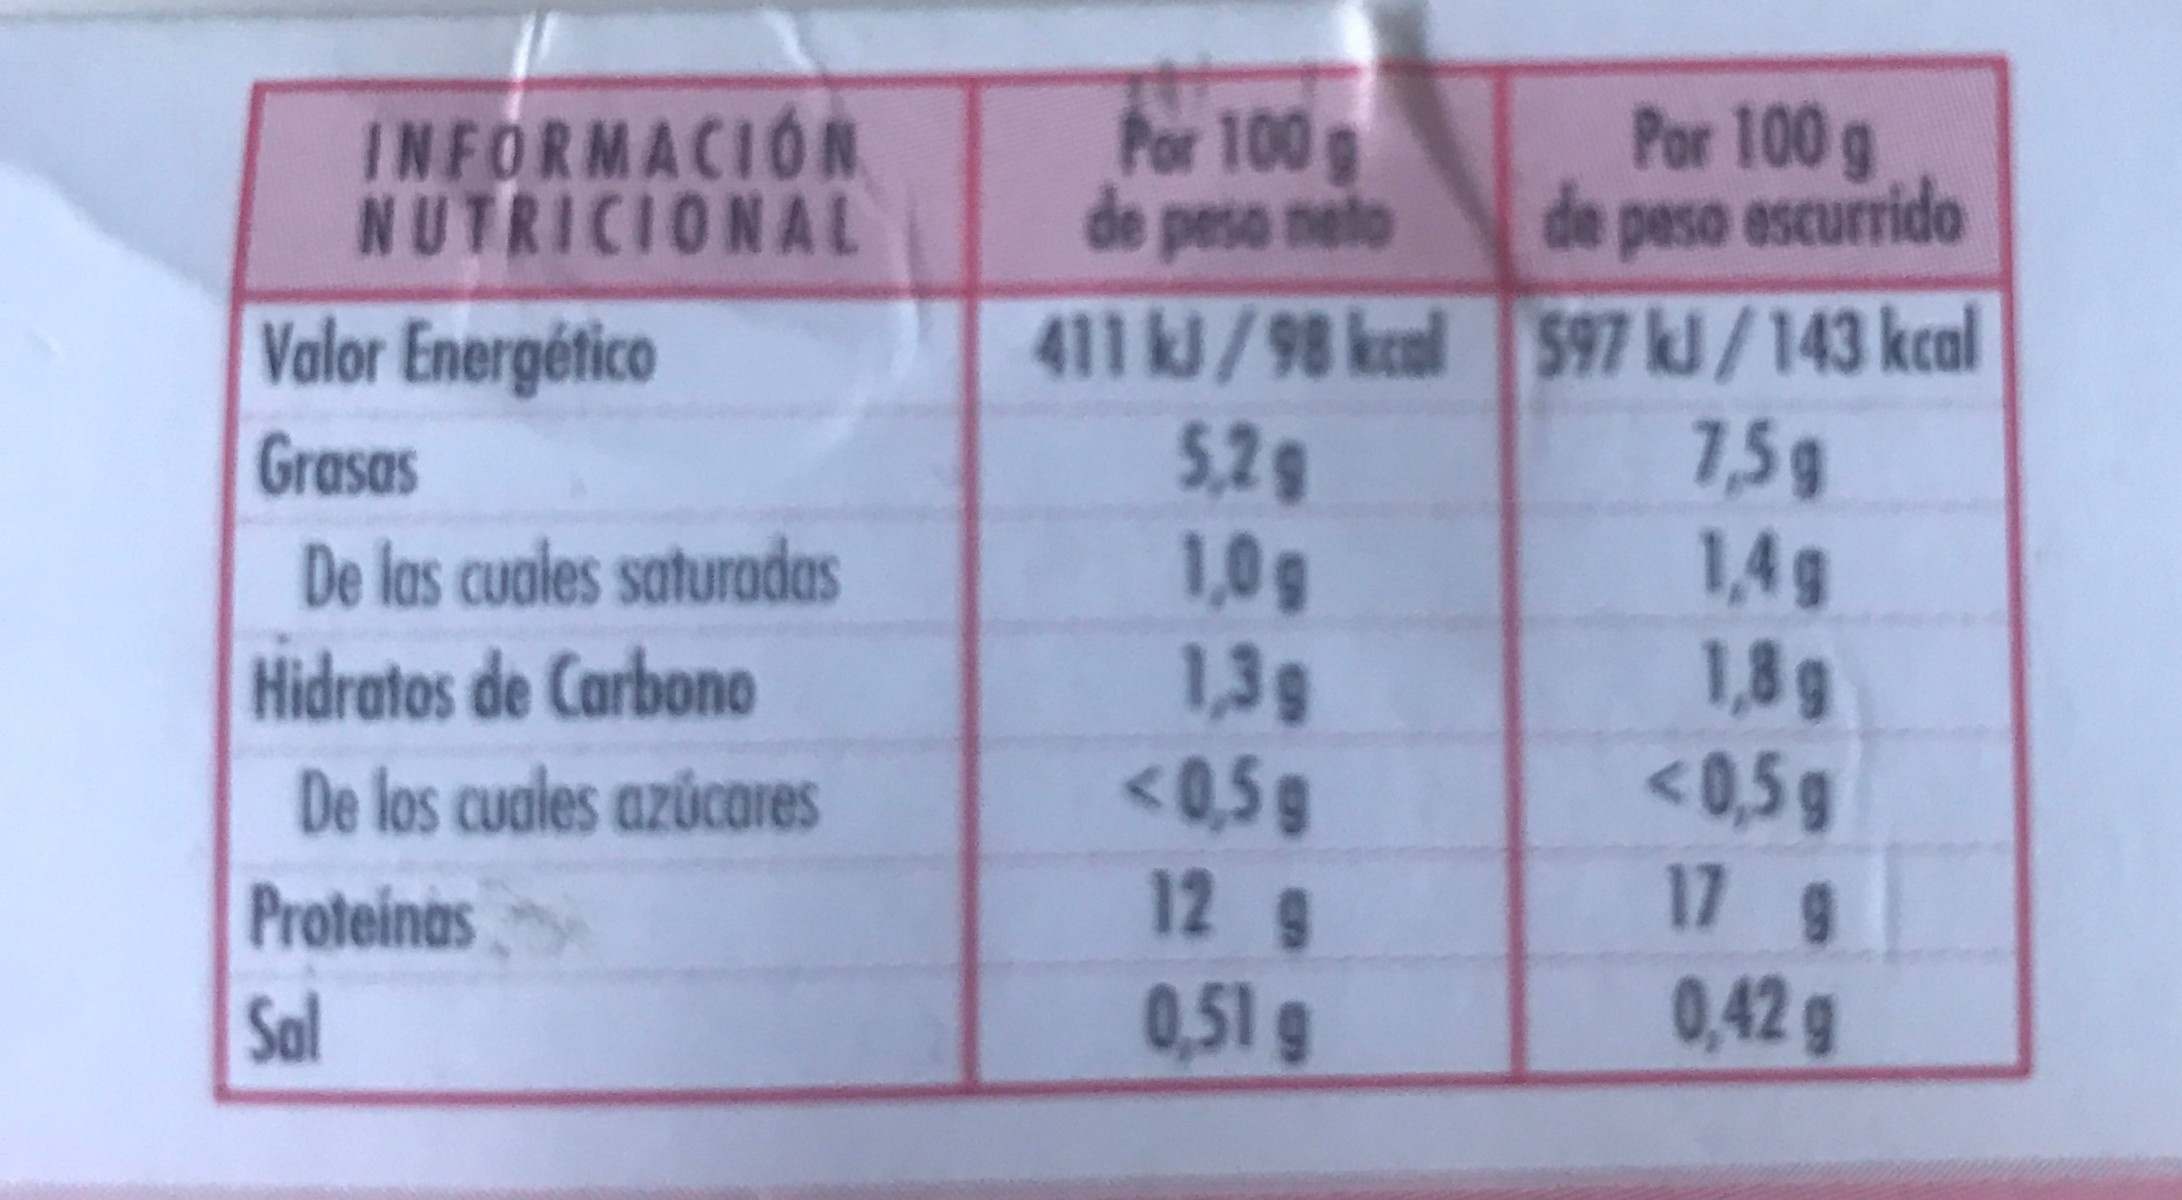 INFORMACIÓN
NUTRICIONAL
Por 100 g
de peso neto
Por 100 g
de peso escurrido
Valor Energético 411 kJ / 98 kcal 597 kJ / 143 kcal
Grasas 5,2 g 7,5 g
De las cuales saturadas 1,0 g 1,4 g
Hidratos de Carbono 1,3 g 1,8 g
De los cuales azúcares <0,5 g <0,5 g
Proteínas 12 g 17 g
Sal 0,51 g 0,42 g